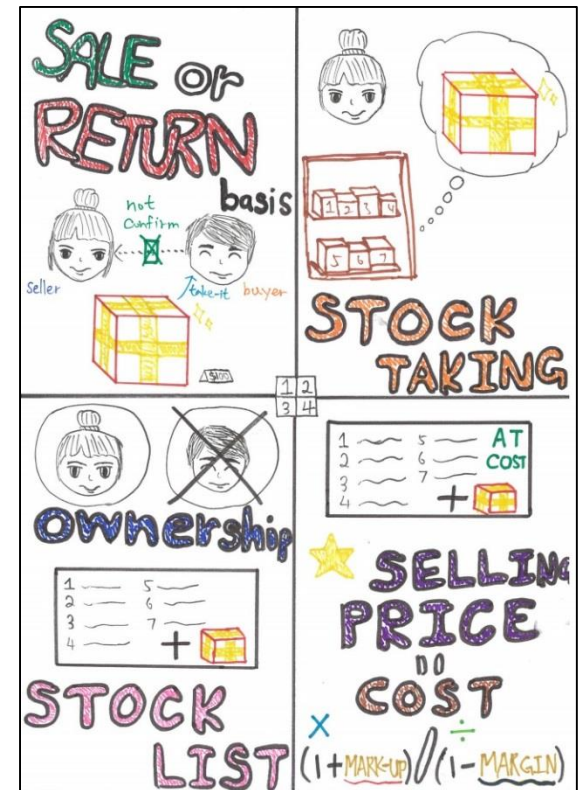 SALE or
RETURN
basis
not
confirm
seller
take-it
buyer
$100
1 2 3 4
5 6 7
STOCK
TAKING
1 2
3 4
ownership
1 5
2 6
3 7
4 +
STOCK
LIST
1 5 AT
2 6 COST
3 7
4 +
SELLING
PRICE
=
COST
× ÷
(1+MARK-UP) / (1-MARGIN)